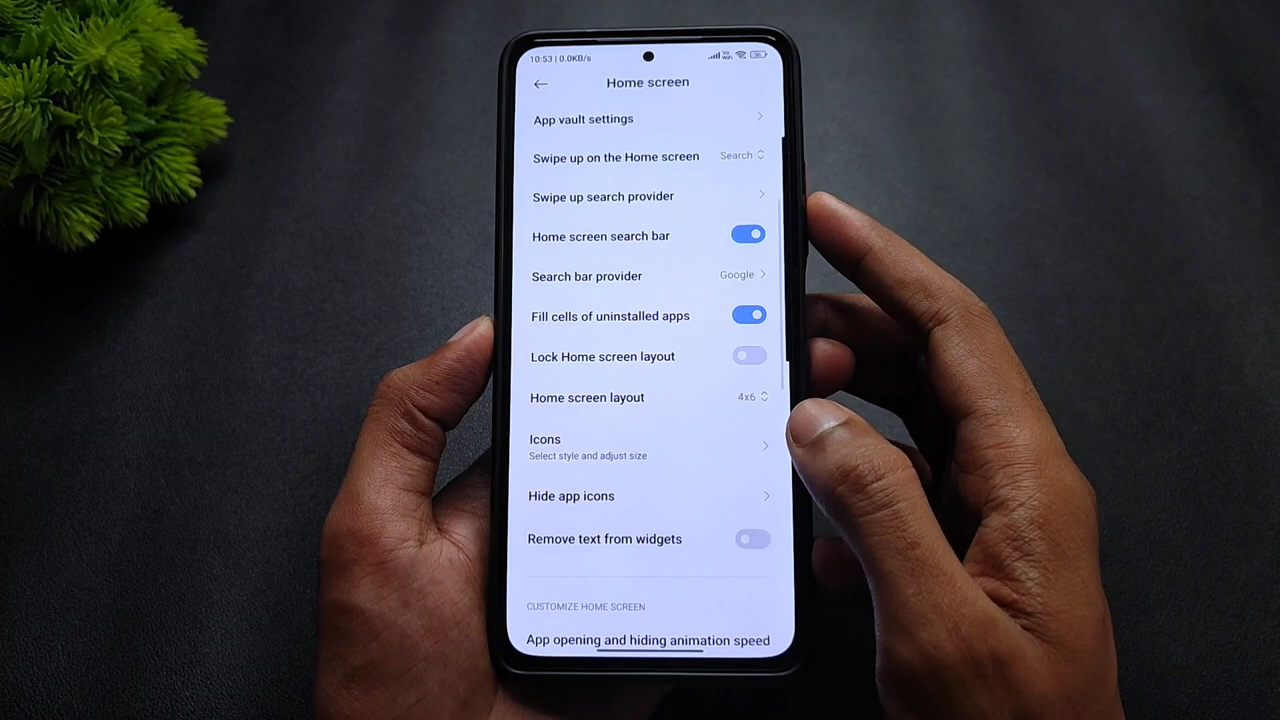 10:53 | 0.0KB/s
Home screen
App vault settings
Swipe up on the Home screen Search
Swipe up search provider
Home screen search bar
Search bar provider Google
Fill cells of uninstalled apps
Lock Home screen layout
Home screen layout 4x6
Icons
Select style and adjust size
Hide app icons
Remove text from widgets
CUSTOMIZE HOME SCREEN
App opening and hiding animation speed